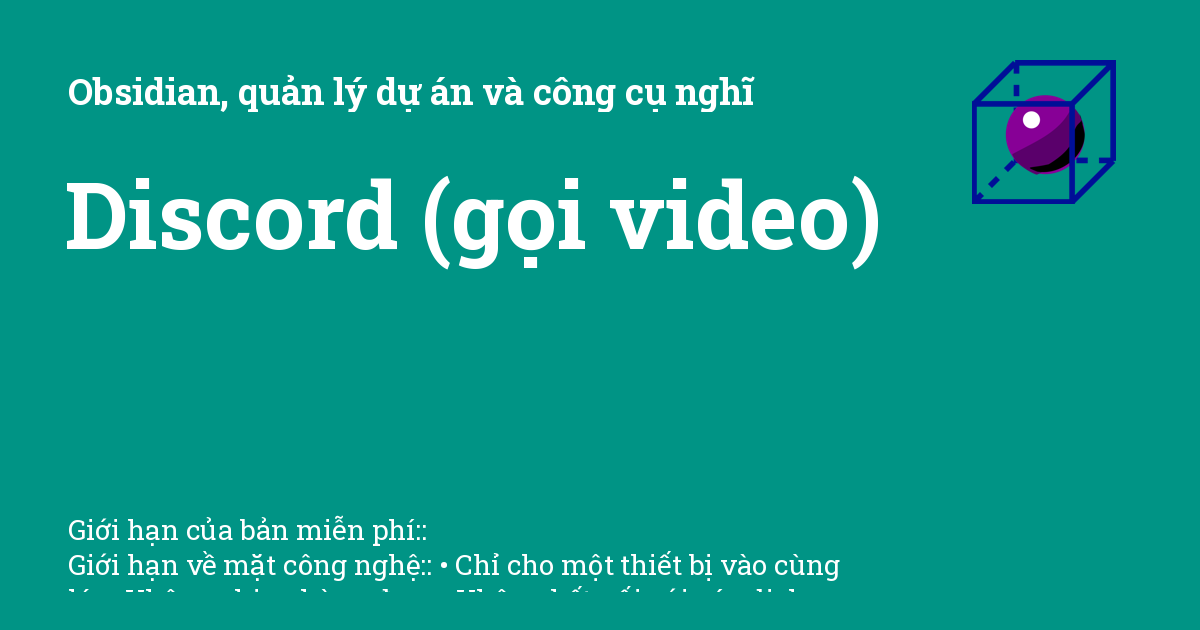 Obsidian, quản lý dự án và công cụ nghĩ
Discord (gọi video)
Giới hạn của bản miễn phí::
Giới hạn về mặt công nghệ:: • Chỉ cho một thiết bị vào cùng